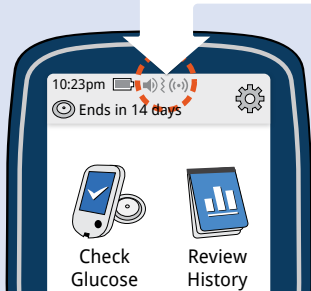 10:23pm
Ends in 14 days
Check
Glucose
Review
History